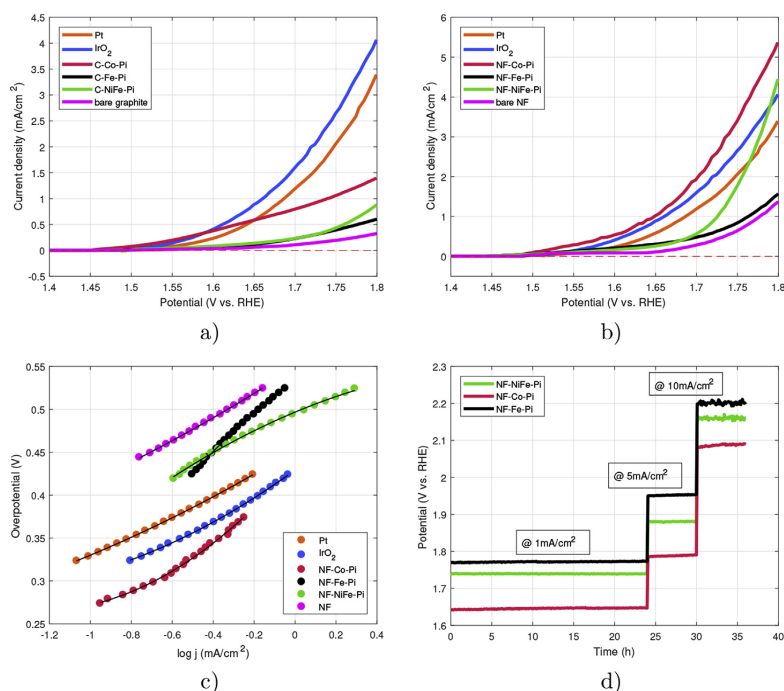 4.5
4
3.5
3
2.5
2
1.5
1
0.5
0
-0.5
1.4
1.45
1.5
1.55
1.6
1.65
1.7
1.75
1.8
Current density (mA/cm²)
Potential (V vs. RHE)
Pt
IrO₂
C-Co-Pi
C-Fe-Pi
C-NiFe-Pi
bare graphite
a)
6
5
4
3
2
1
0
1.4
1.45
1.5
1.55
1.6
1.65
1.7
1.75
1.8
Current density (mA/cm²)
Potential (V vs. RHE)
Pt
IrO₂
NF-Co-Pi
NF-Fe-Pi
NF-NiFe-Pi
bare NF
b)
0.55
0.5
0.45
0.4
0.35
0.3
0.25
-1.2
-1
-0.8
-0.6
-0.4
-0.2
0
0.2
0.4
Overpotential (V)
log j (mA/cm²)
Pt
IrO₂
NF-Co-Pi
NF-Fe-Pi
NF-NiFe-Pi
NF
c)
2.3
2.2
2.1
2
1.9
1.8
1.7
1.6
0
5
10
15
20
25
30
35
40
Potential (V vs. RHE)
Time (h)
NF-NiFe-Pi
NF-Co-Pi
NF-Fe-Pi
@ 1mA/cm²
@ 5mA/cm²
@ 10mA/cm²
d)